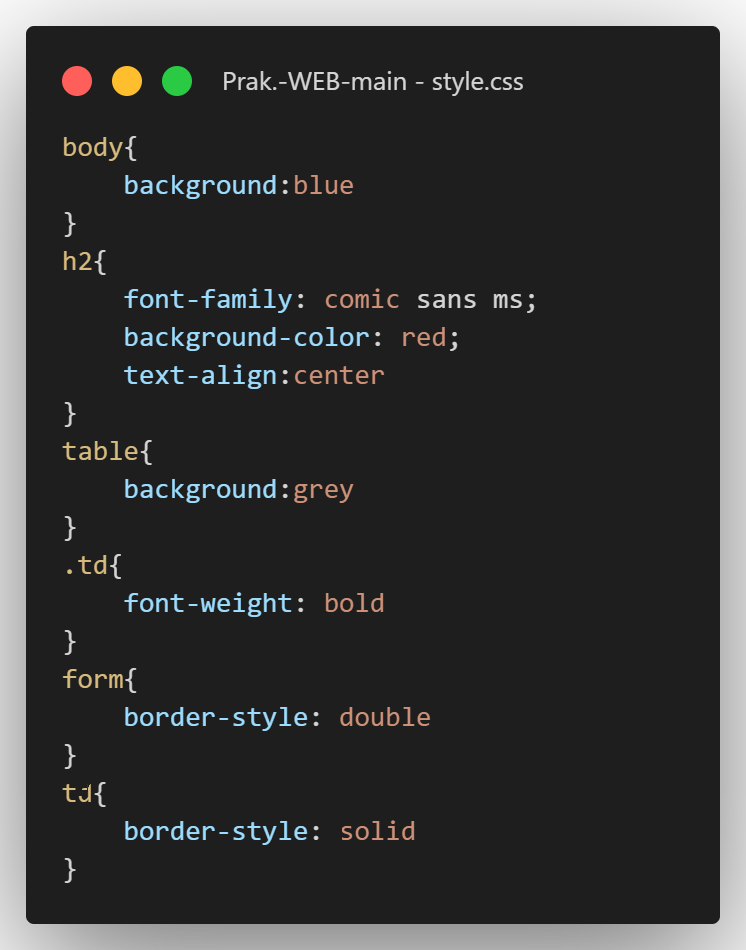 Prak.-WEB-main - style.css
body{
    background:blue
}
h2{
    font-family: comic sans ms;
    background-color: red;
    text-align:center
}
table{
    background:grey
}
.td{
    font-weight: bold
}
form{
    border-style: double
}
td{
    border-style: solid
}